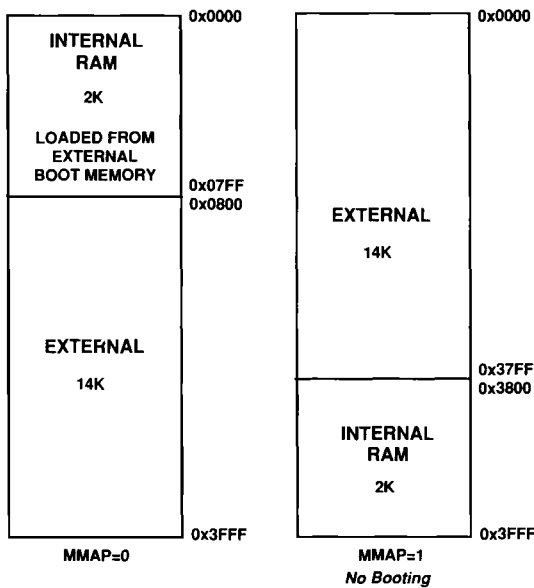 0x0000
INTERNAL
RAM
2K
LOADED FROM
EXTERNAL
BOOT MEMORY
0x07FF
0x0800
EXTERNAL
14K
0x3FFF
MMAP=0
0x0000
EXTERNAL
14K
0x37FF
0x3800
INTERNAL
RAM
2K
0x3FFF
MMAP=1
No Booting